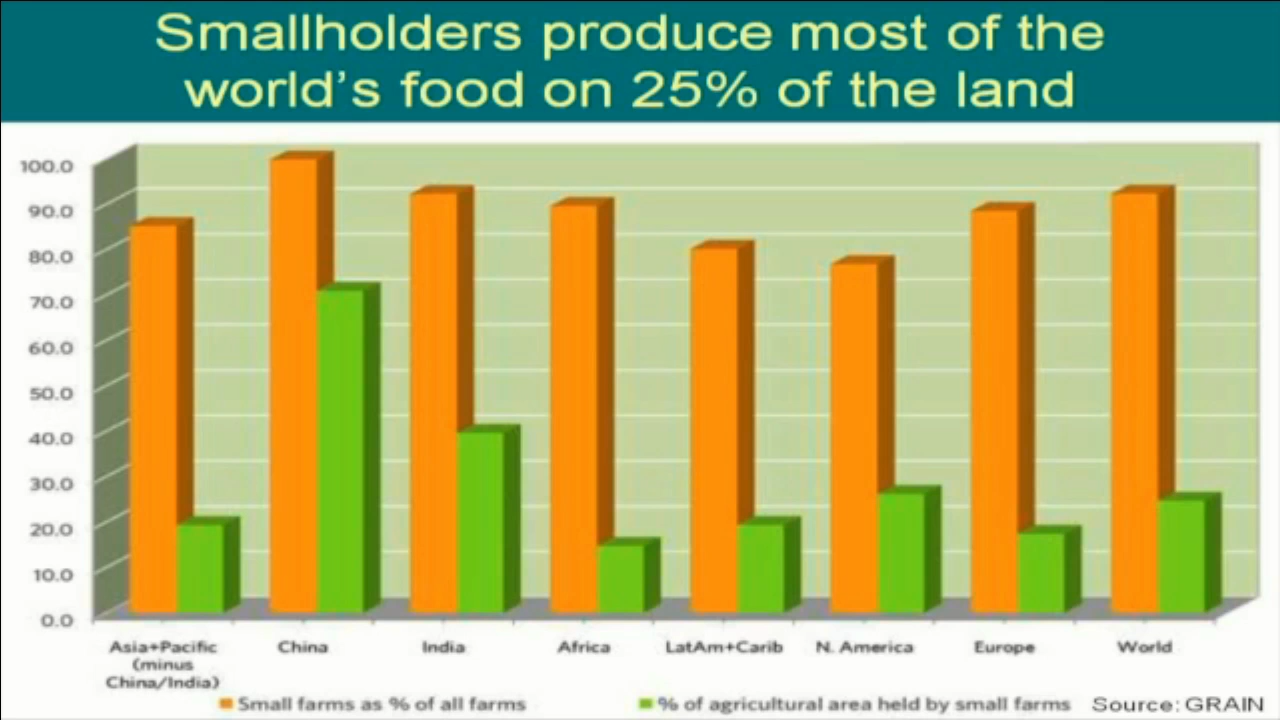 Smallholders produce most of the
world's food on 25% of the land
100.0
90.0
80.0
70.0
60.0
50.0
40.0
30.0
20.0
10.0
0.0
Asia+Pacific
(minus
China/India)
China
India
Africa
LatAm+Carib
N. America
Europe
World
Small farms as % of all farms
% of agricultural area held by small farms
Source: GRAIN